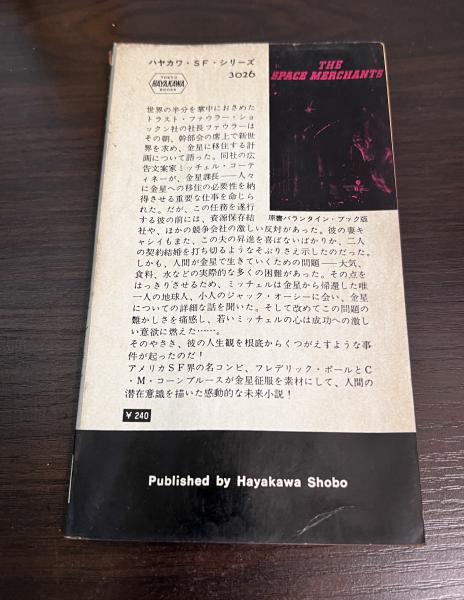 ハヤカワ・SF・シリーズ
3026
TOKYO
HAYAKAWA
BOOKS
THE
SPACE MERCHANTS
世界の半分を掌中におさめた
トラスト・ファウラー・ショ
ックン社の社長ファウラーは
その朝、幹部会の席上で新世
界を求め、金星に移住する計
画について語った。同社の広
告文案家ミッチェル・コーテ
ィネーが、金星課長――人々
に金星への移住の必要性を納
得させる重要な仕事を命じら
れた。だが、この任務を遂行
する彼の前には、資源保存結
原書バランタイン・ブック版
社や、ほかの競争会社の激しい反対があった。彼の妻キ
ャシイもまた、この夫の昇進を喜ばないばかりか、二人
の契約結婚を打ち切るようなそぶりさえ示したのだった。
しかも、人間が金星で生きていくための問題――大気、
食料、水などの実際的な多くの困難があった。その点を
はっきりさせるため、ミッチェルは金星から帰還した唯
一人の地球人、小人のジャック・オーシーに会い、金星
についての詳細な話を聞いた。そして改めてこの問題の
難かしさを痛感し、若いミッチェルの心は成功への激し
い意欲に燃えた……。
そのやさき、彼の人生観を根底からくつがえすような事
件が起ったのだ！
アメリカSF界の名コンビ、フレデリック・ポールとC
・M・コーンブルースが金星征服を素材にして、人間の
潜在意識を描いた感動的な未来小説！
¥ 240
Published by Hayakawa Shobo